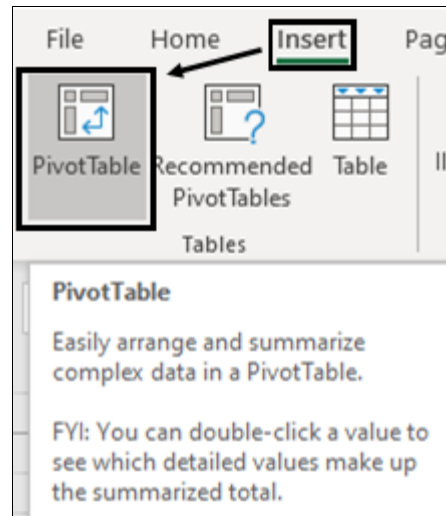 File Home Insert Pag
PivotTable Recommended PivotTables Table
Tables
PivotTable
Easily arrange and summarize
complex data in a PivotTable.
FYI: You can double-click a value to
see which detailed values make up
the summarized total.